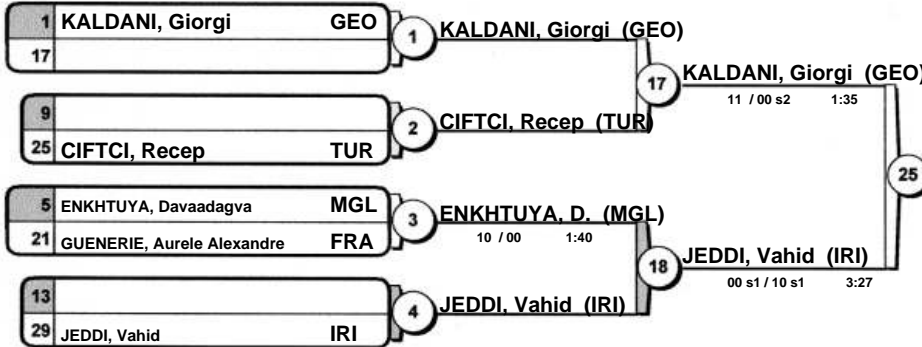 1 KALDANI, Giorgi GEO
17
1
KALDANI, Giorgi (GEO)
9
25 CIFTCI, Recep TUR
2
CIFTCI, Recep (TUR)
17
KALDANI, Giorgi (GEO)
11 / 00 s2 1:35
5 ENKHTUYA, Davaadagva MGL
21 GUENERIE, Aurele Alexandre FRA
3
ENKHTUYA, D. (MGL)
10 / 00 1:40
13
29 JEDDI, Vahid IRI
4
JEDDI, Vahid (IRI)
18
JEDDI, Vahid (IRI)
00 s1 / 10 s1 3:27
25